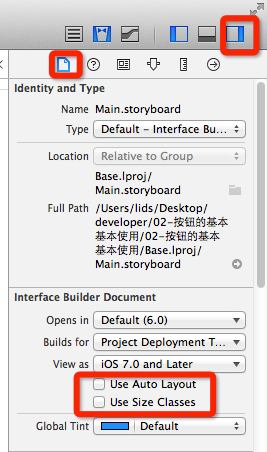 Identity and Type
Name Main.storyboard
Type Default - Interface Bu...
Location Relative to Group
Base.lproj/
Main.storyboard
Full Path /Users/lids/Desktop/
developer/02-按钮的基本
基本使用/02-按钮的基本
基本使用/Base.lproj/
Main.storyboard
Interface Builder Document
Opens in Default (6.0)
Builds for Project Deployment T...
View as iOS 7.0 and Later
Use Auto Layout
Use Size Classes
Global Tint Default